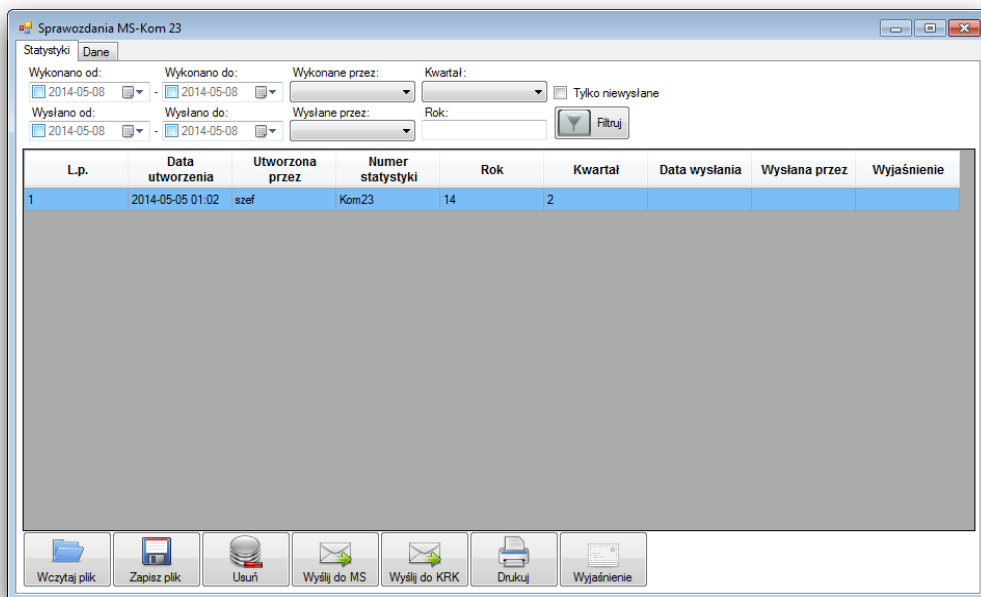 Sprawozdania MS-Kom 23
Statystyki Dane
Wykonano od: Wykonano do: Wykonane przez: Kwartał:
2014-05-08 - 2014-05-08 Tylko niewysłane
Wysłano od: Wysłano do: Wysłane przez: Rok:
2014-05-08 - 2014-05-08 Filtruj
L.p. Data utworzenia Utworzona przez Numer statystyki Rok Kwartał Data wysłania Wysłana przez Wyjaśnienie
1 2014-05-05 01:02 szef Kom23 14 2
Wczytaj plik Zapisz plik Usuń Wyślij do MS Wyślij do KRK Drukuj Wyjaśnienie